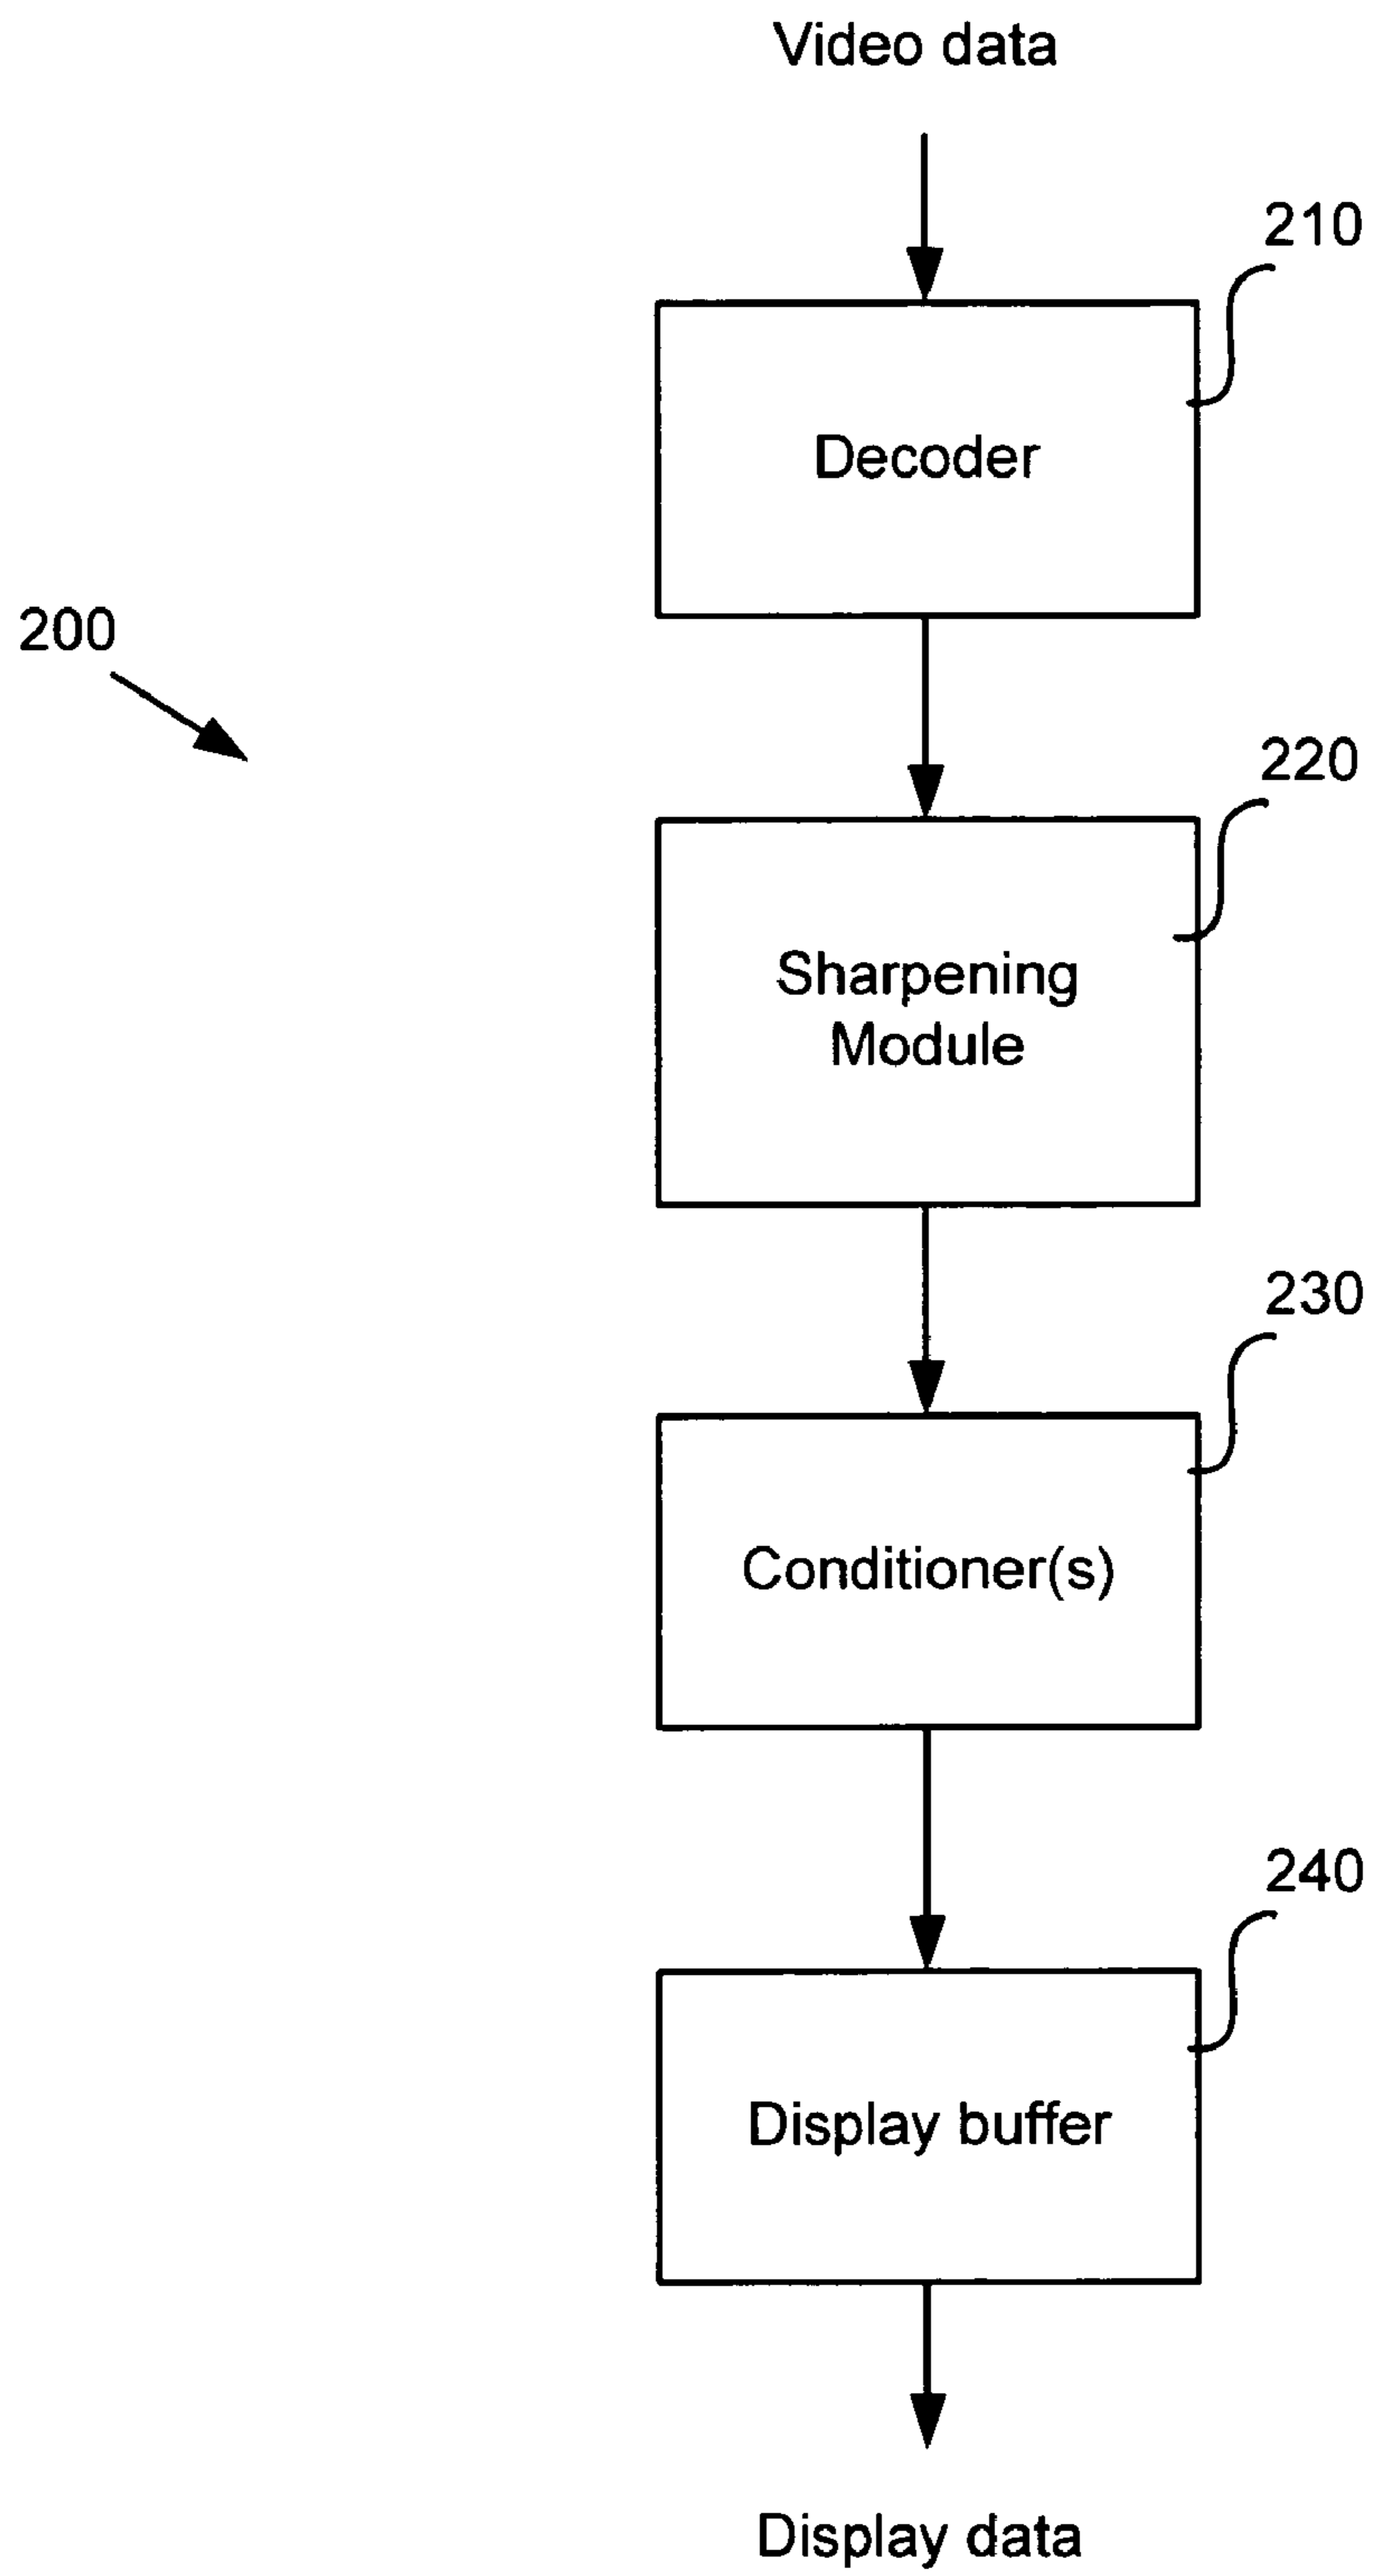 Video data
210
Decoder
200
220
Sharpening
Module
230
Conditioner(s)
240
Display buffer
Display data